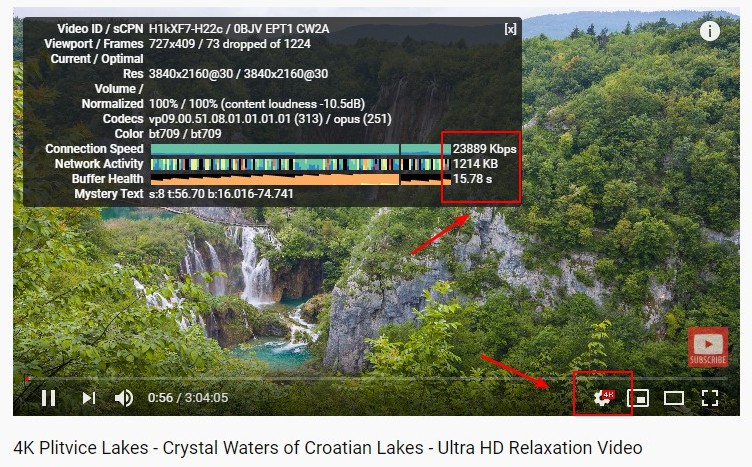 Video ID / sCPN H1kXF7-H22c / 0BJV EPT1 CW2A [x]
Viewport / Frames 727x409 / 73 dropped of 1224
Current / Optimal
Res 3840x2160@30 / 3840x2160@30
Volume /
Normalized 100% / 100% (content loudness -10.5dB)
Codecs vp09.00.51.08.01.01.01.01 (313) / opus (251)
Color bt709 / bt709
Connection Speed 23889 Kbps
Network Activity 1214 KB
Buffer Health 15.78 s
Mystery Text s:8 t:56.70 b:16.016-74.741
i
SUBSCRIBE
0:56 / 3:04:05
4K
4K Plitvice Lakes - Crystal Waters of Croatian Lakes - Ultra HD Relaxation Video